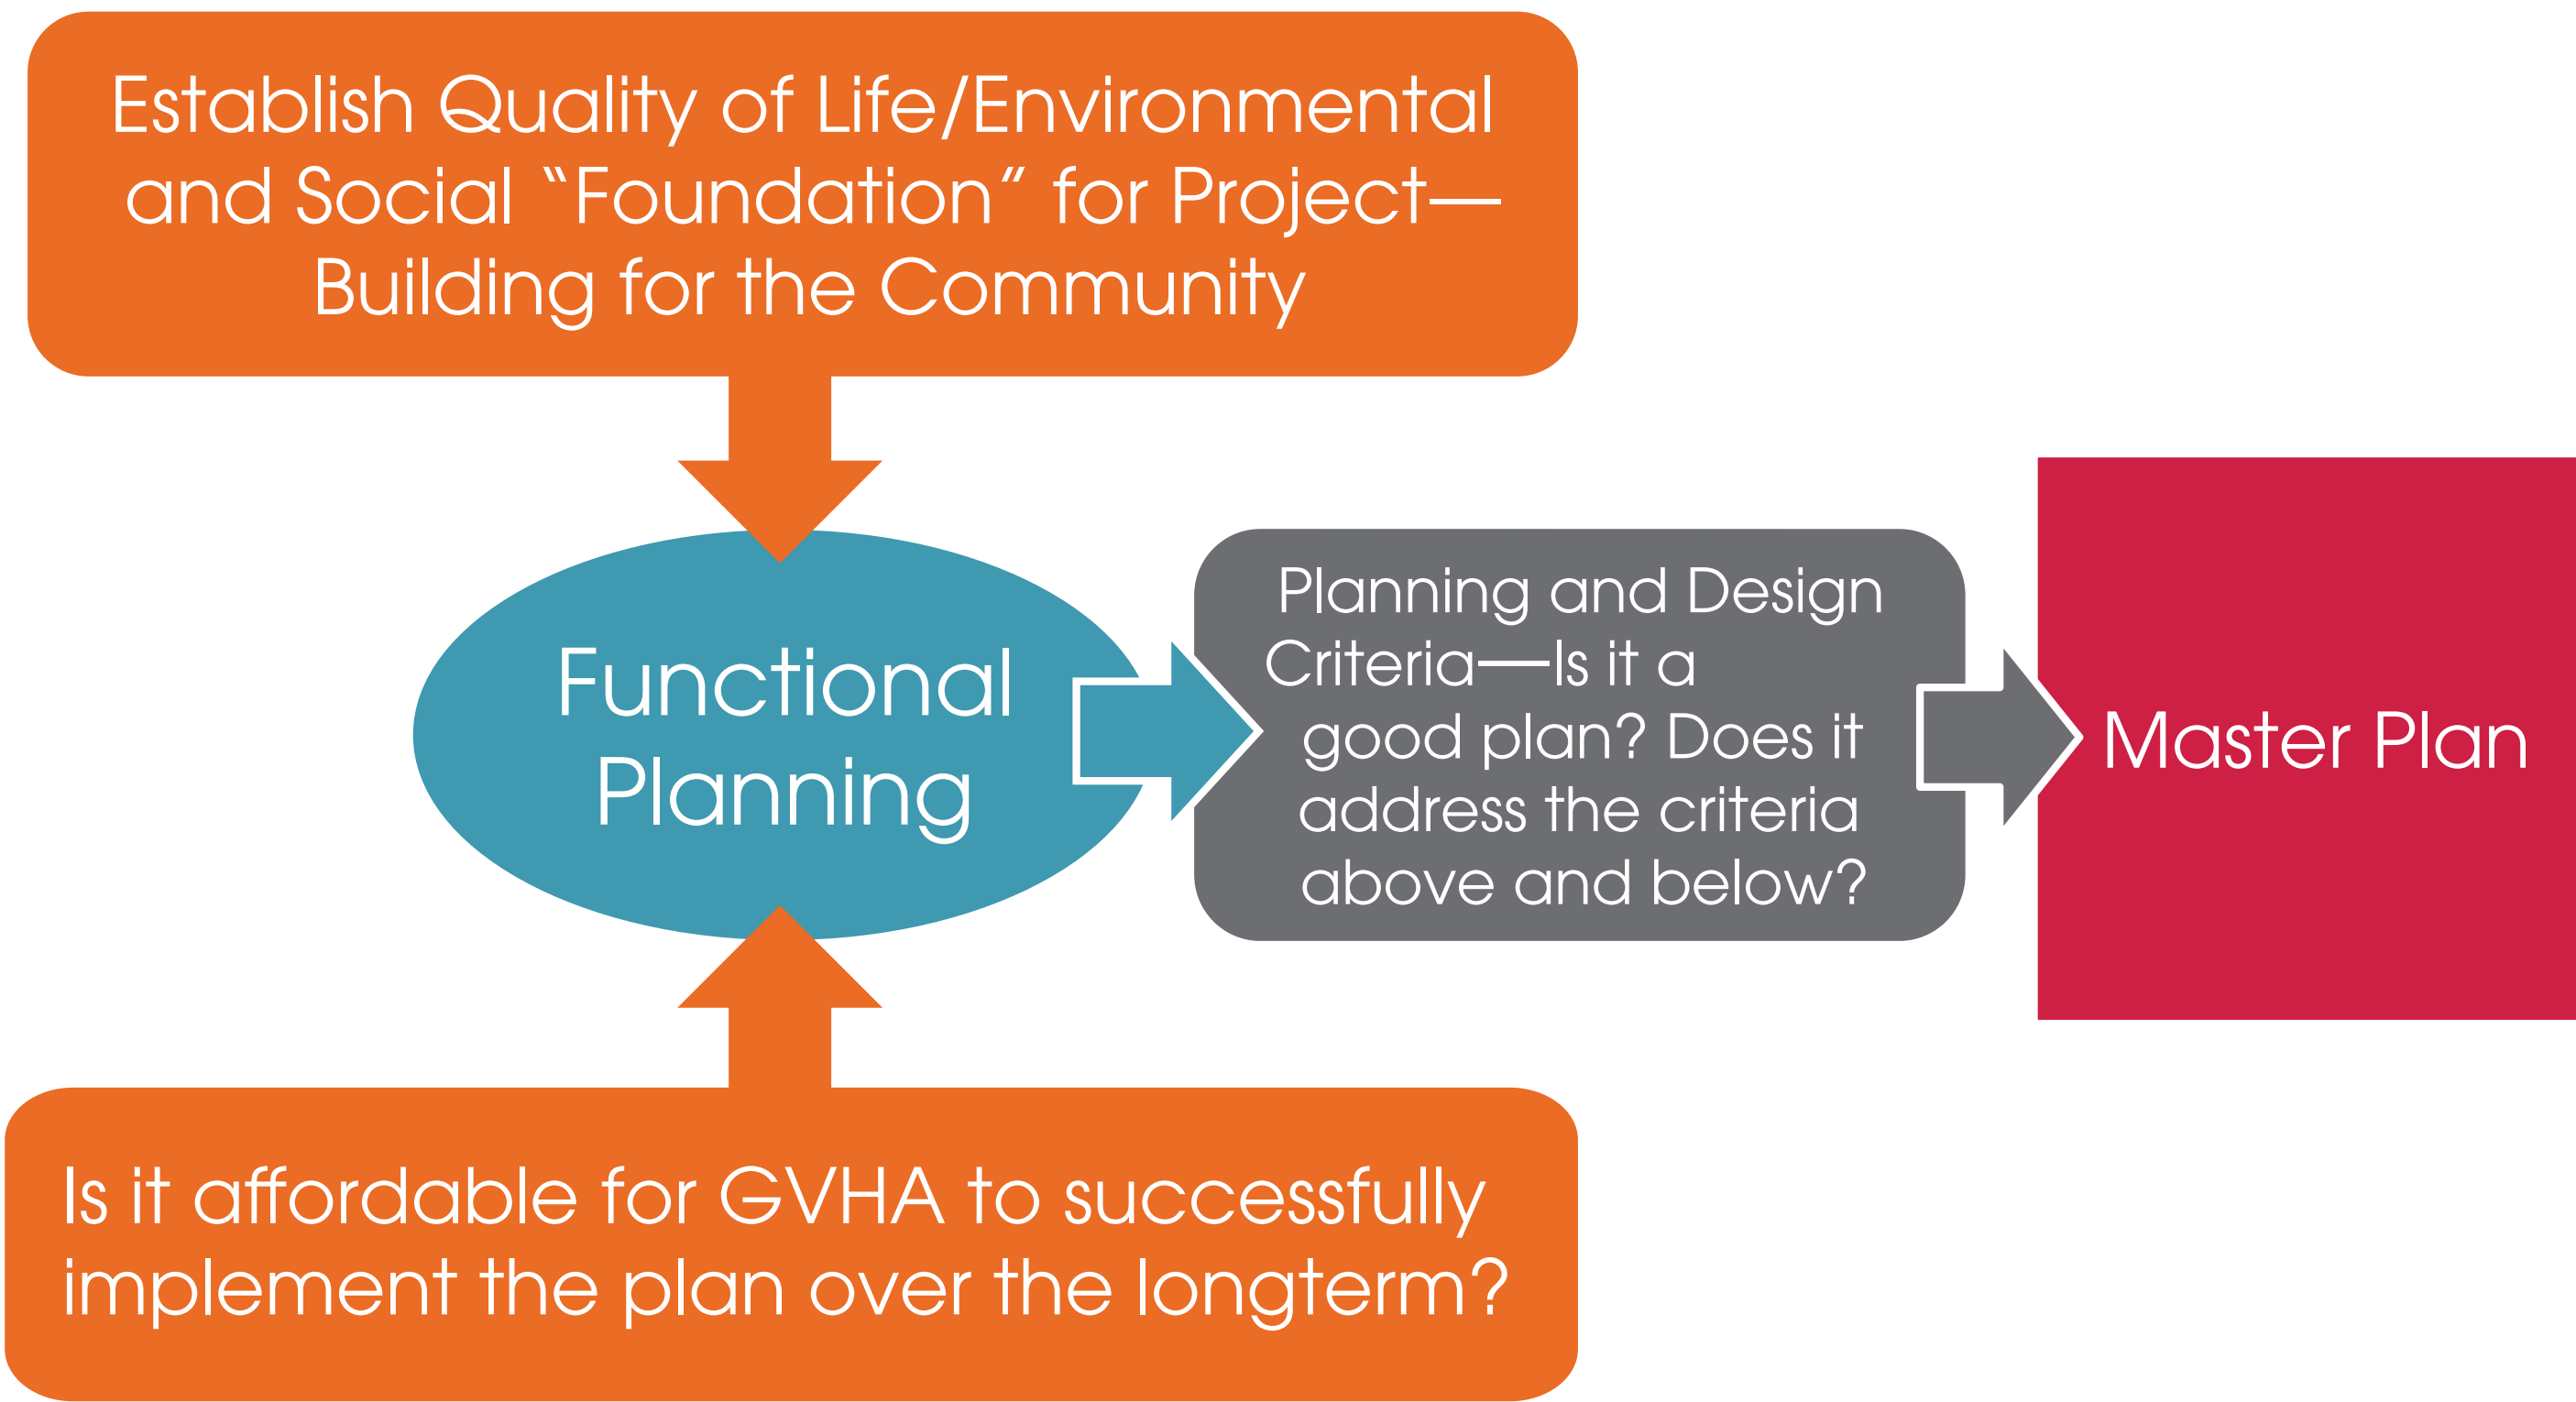 Establish Quality of Life/Environmental
and Social “Foundation” for Project—
Building for the Community
Functional
Planning
Planning and Design
Criteria—Is it a
good plan? Does it
address the criteria
above and below?
Master Plan
Is it affordable for GVHA to successfully
implement the plan over the longterm?